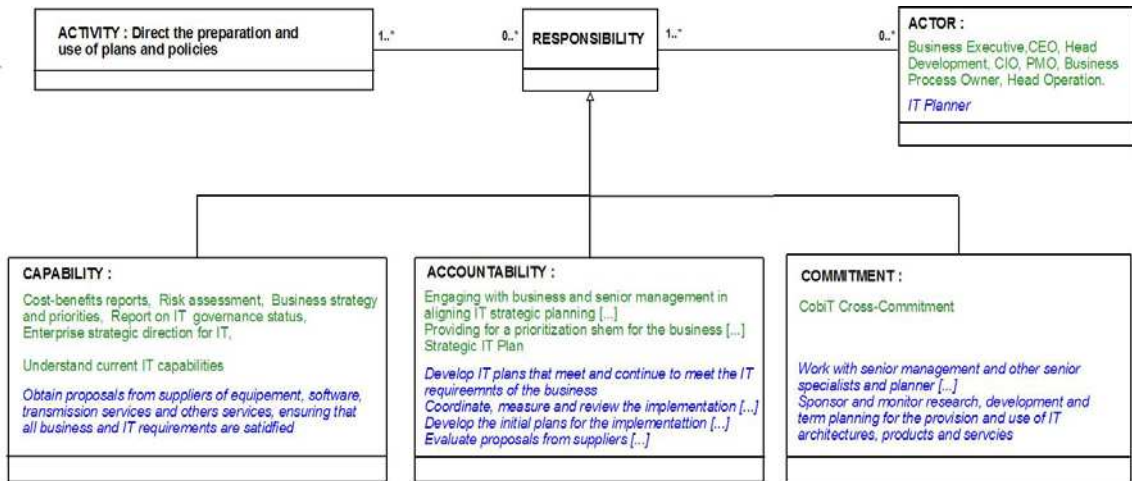 ACTIVITY : Direct the preparation and
use of plans and policies
1..*
0..*
RESPONSIBILITY
1..*
0..*
ACTOR :
Business Executive,CEO, Head
Development, CIO, PMO, Business
Process Owner, Head Operation.
IT Planner
CAPABILITY :
Cost-benefits reports, Risk assessment, Business strategy
and priorities, Report on IT governance status,
Enterprise strategic direction for IT,
Understand current IT capabilities
Obtain proposals from suppliers of equipement, software,
transmission services and others services, ensuring that
all business and IT requirements are satidfied
ACCOUNTABILITY :
Engaging with business and senior management in
aligning IT strategic planning [...]
Providing for a prioritization shem for the business [...]
Strategic IT Plan
Develop IT plans that meet and continue to meet the IT
requireemnts of the business
Coordinate, measure and review the implementation [...]
Develop the initial plans for the implementattion [...]
Evaluate proposals from suppliers [...]
COMMITMENT :
CobiT Cross-Commitment
Work with senior management and other senior
specialists and planner [...]
Sponsor and monitor research, development and
term planning for the provision and use of IT
architectures, products and servcies